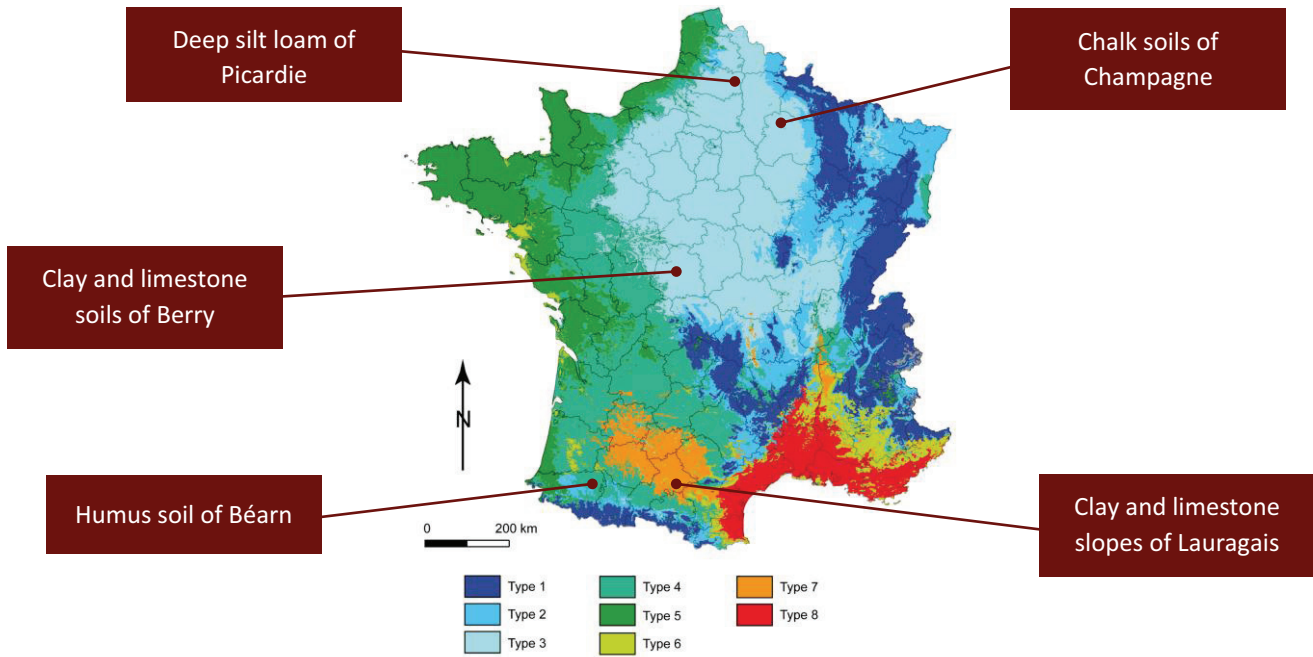 Deep silt loam of
Picardie
Chalk soils of
Champagne
Clay and limestone
soils of Berry
N
Humus soil of Béarn
0 200 km
Clay and limestone
slopes of Lauragais
Type 1
Type 4
Type 7
Type 2
Type 5
Type 8
Type 3
Type 6